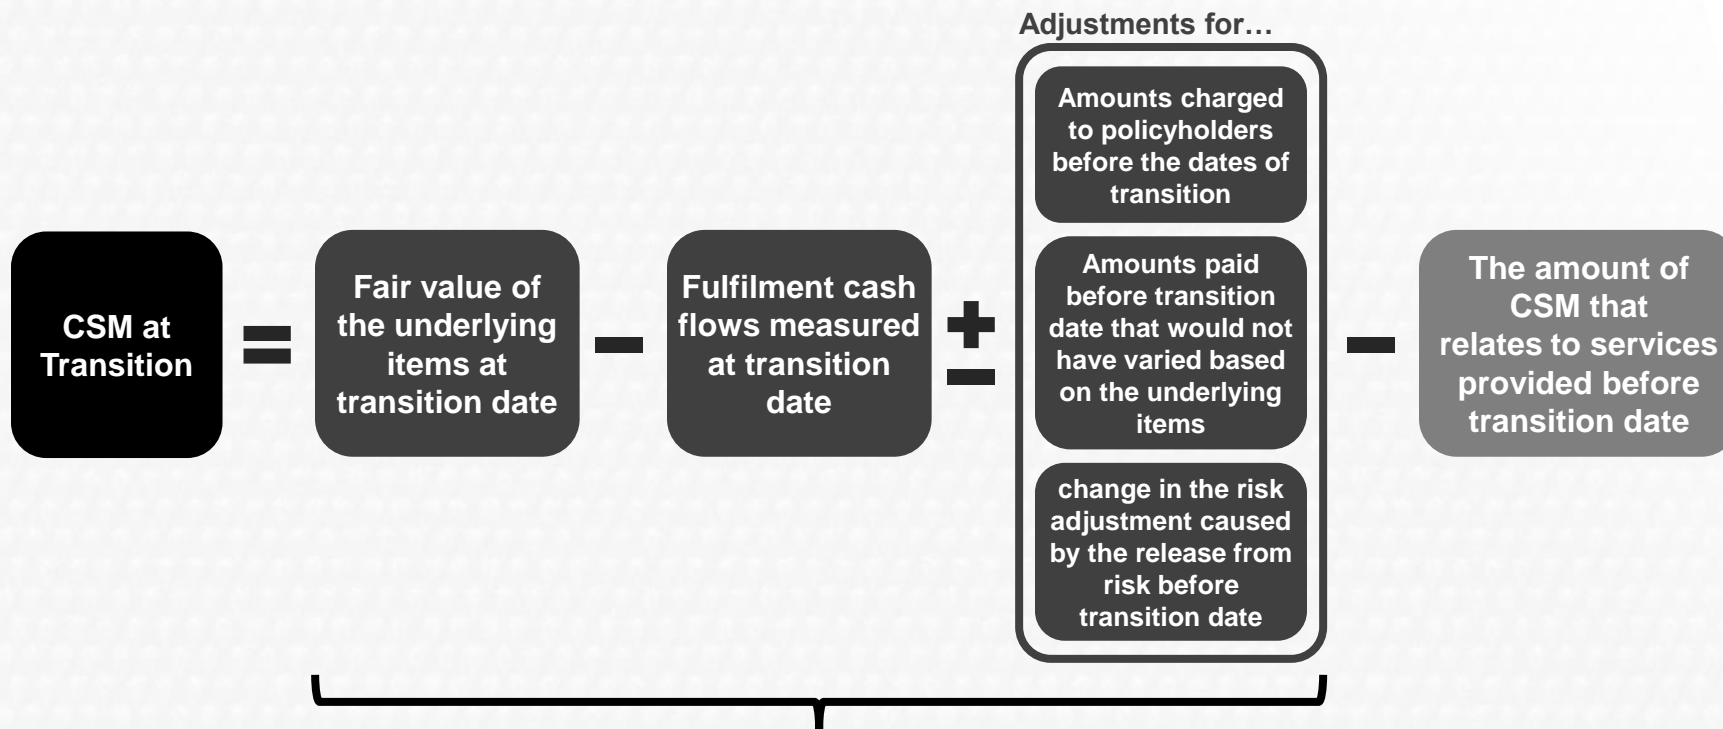 Adjustments for…
CSM at
Transition
=
Fair value of
the underlying
items at
transition date
−
Fulfilment cash
flows measured
at transition
date
±
Amounts charged
to policyholders
before the dates of
transition
Amounts paid
before transition
date that would not
have varied based
on the underlying
items
change in the risk
adjustment caused
by the release from
risk before
transition date
−
The amount of
CSM that
relates to services
provided before
transition date